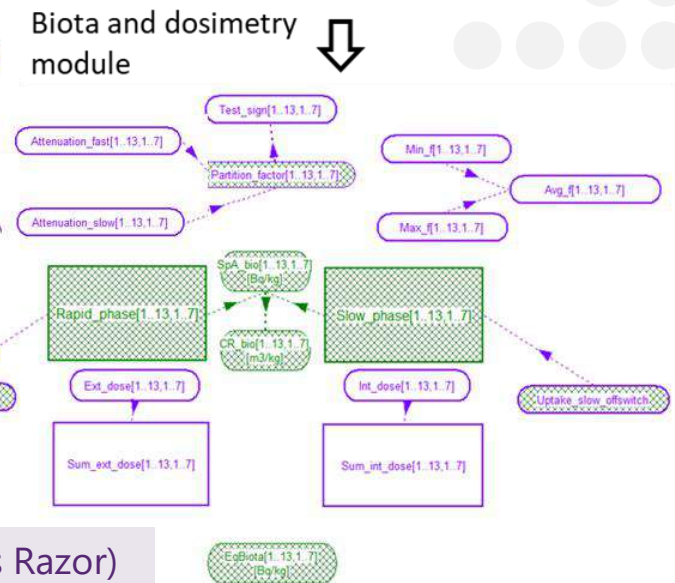 Biota and dosimetry
module
Test_sign[1..13,1..7]
Attenuation_fast[1..13,1..7]
Min_f[1..13,1..7]
Partition_factor[1..13,1..7]
Avg_f[1..13,1..7]
Attenuation_slow[1..13,1..7]
Max_f[1..13,1..7]
SpA_bio[1..13,1..7]
[Bq/kg]
Rapid_phase[1..13,1..7]
Slow_phase[1..13,1..7]
CR_bio[1..13,1..7]
[m3/kg]
Ext_dose[1..13,1..7]
Int_dose[1..13,1..7]
Uptake_slow_offswitch
Sum_ext_dose[1..13,1..7]
Sum_int_dose[1..13,1..7]
s Razor)
EqBiota[1..13,1..7]
[Bq/kg]